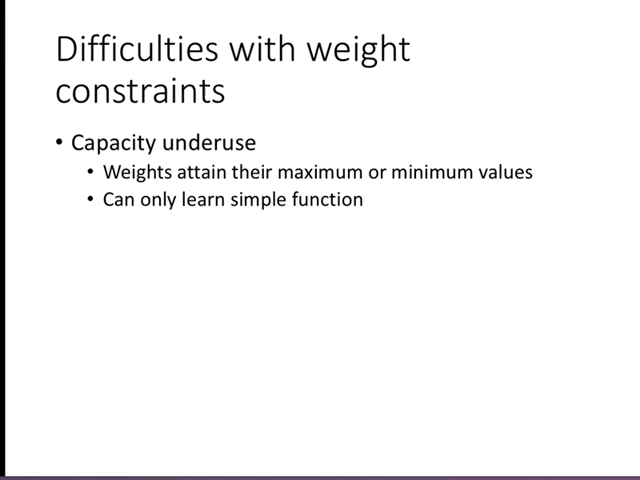 Difficulties with weight
constraints
• Capacity underuse
• Weights attain their maximum or minimum values
• Can only learn simple function